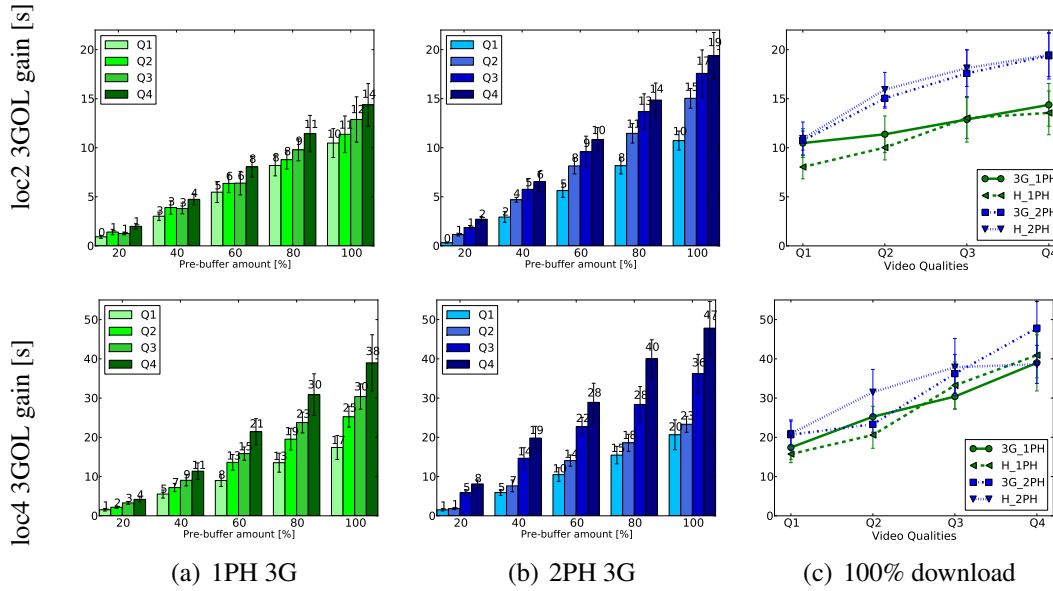 loc2 3GOL gain [s]
20
15
10
5
0
Q1
Q2
Q3
Q4
1 1 1 2
3 3 3 4
5 6 6 8
8 8 9 11
10 11 12 14
20 40 60 80 100
Pre-buffer amount [%]
20
15
10
5
0
Q1
Q2
Q3
Q4
0 1 1 2
2 4 5 6
5 8 9 10
8 11 13 14
10 15 17 19
20 40 60 80 100
Pre-buffer amount [%]
20
15
10
5
0
3G_1PH
H_1PH
3G_2PH
H_2PH
Q1 Q2 Q3 Q4
Video Qualities
loc4 3GOL gain [s]
50
40
30
20
10
0
Q1
Q2
Q3
Q4
1 2 3 4
5 7 9 11
8 13 15 21
13 19 23 30
17 25 30 38
20 40 60 80 100
Pre-buffer amount [%]
50
40
30
20
10
0
Q1
Q2
Q3
Q4
1 1 5 8
5 7 14 19
10 14 22 28
15 18 28 40
20 23 36 47
20 40 60 80 100
Pre-buffer amount [%]
50
40
30
20
10
0
3G_1PH
H_1PH
3G_2PH
H_2PH
Q1 Q2 Q3 Q4
Video Qualities
(a) 1PH 3G
(b) 2PH 3G
(c) 100% download